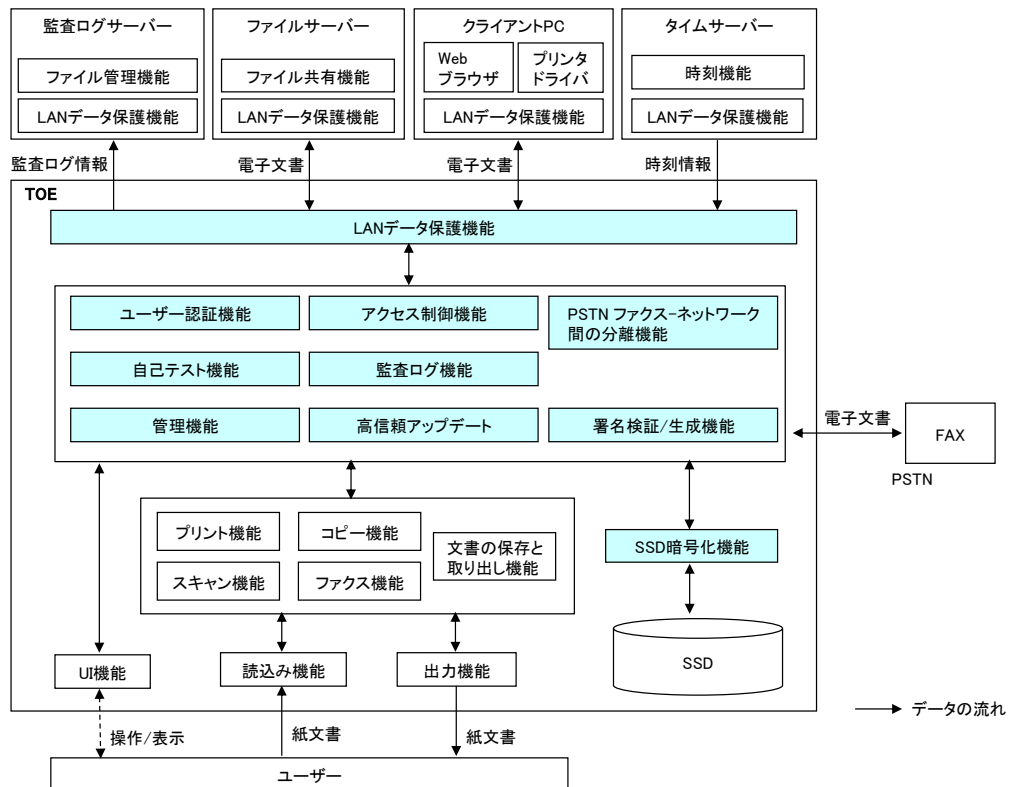 監査ログサーバー
ファイルサーバー
クライアントPC
タイムサーバー
ファイル管理機能
ファイル共有機能
Web
ブラウザ
プリンタ
ドライバ
時刻機能
LANデータ保護機能
LANデータ保護機能
LANデータ保護機能
LANデータ保護機能
監査ログ情報
電子文書
電子文書
時刻情報
TOE
LANデータ保護機能
ユーザー認証機能
アクセス制御機能
PSTN ファクス-ネットワーク
間の分離機能
自己テスト機能
監査ログ機能
管理機能
高信頼アップデート
署名検証/生成機能
電子文書
FAX
PSTN
プリント機能
コピー機能
文書の保存と
取り出し機能
スキャン機能
ファクス機能
SSD暗号化機能
SSD
UI機能
読込み機能
出力機能
データの流れ
操作/表示
紙文書
紙文書
ユーザー